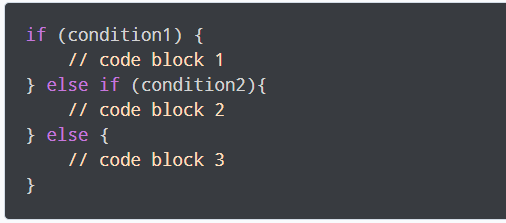 if (condition1) {
    // code block 1
} else if (condition2){
    // code block 2
} else {
    // code block 3
}